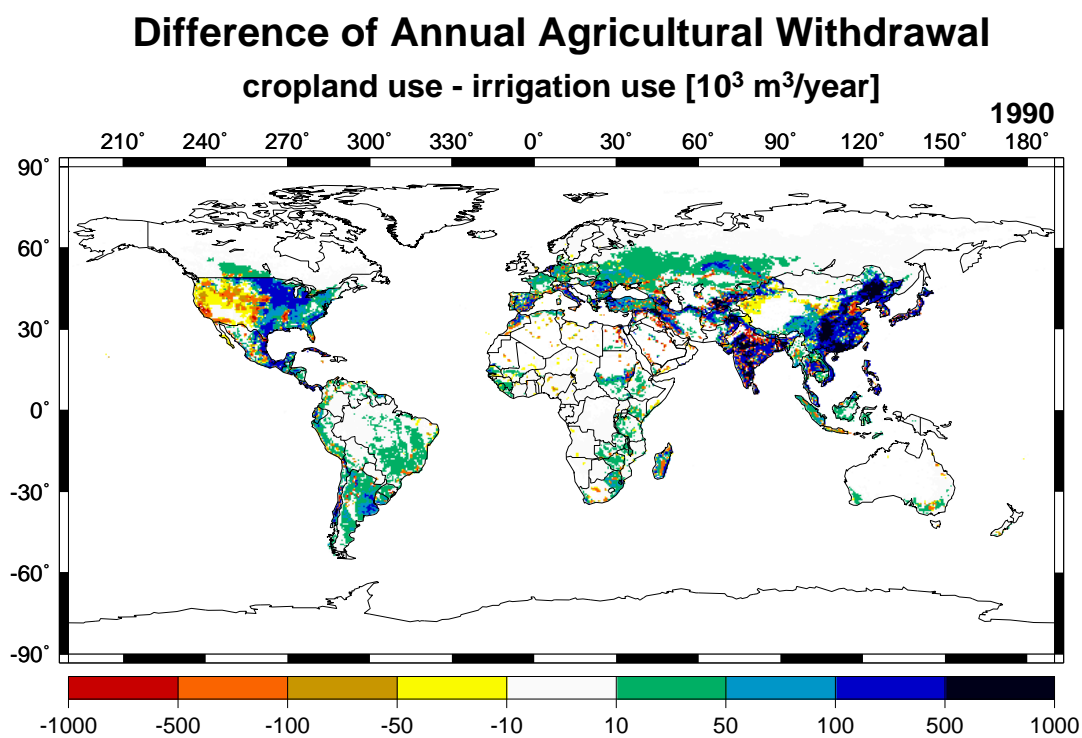 Difference of Annual Agricultural Withdrawal
cropland use - irrigation use [10³ m³/year]
1990
210° 240° 270° 300° 330° 0° 30° 60° 90° 120° 150° 180°
90°
60°
30°
0°
-30°
-60°
-90°
-1000 -500 -100 -50 -10 10 50 100 500 1000